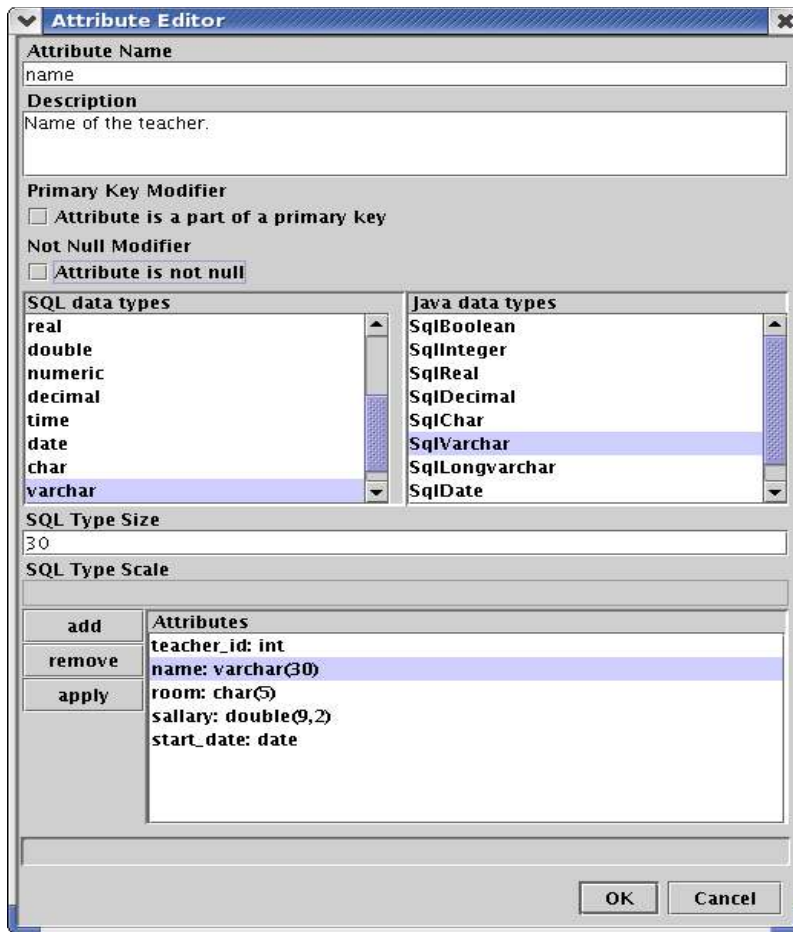 Attribute Editor
Attribute Name
name
Description
Name of the teacher.
Primary Key Modifier
Attribute is a part of a primary key
Not Null Modifier
Attribute is not null
SQL data types
real
double
numeric
decimal
time
date
char
varchar
Java data types
SqlBoolean
SqlInteger
SqlReal
SqlDecimal
SqlChar
SqlVarchar
SqlLongvarchar
SqlDate
SQL Type Size
30
SQL Type Scale
add
remove
apply
Attributes
teacher_id: int
name: varchar(30)
room: char(5)
sallary: double(9,2)
start_date: date
OK
Cancel